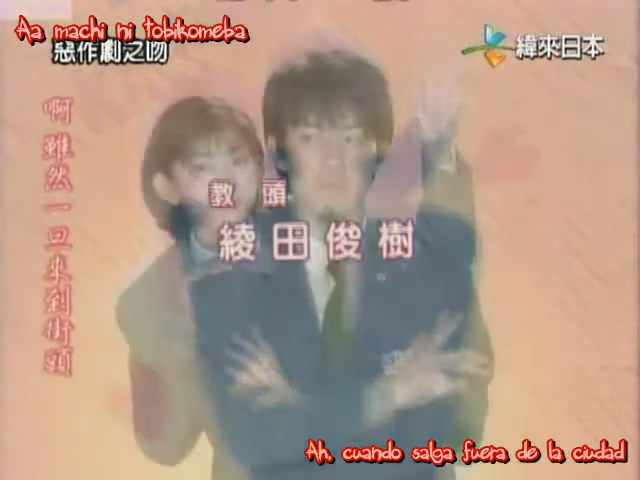 Aa machi ni tobikomeba
惡作劇之吻
緯來日本
啊 雖然一回來到街頭
教 頭
綾田俊樹
Ah, cuando salga fuera de la ciudad